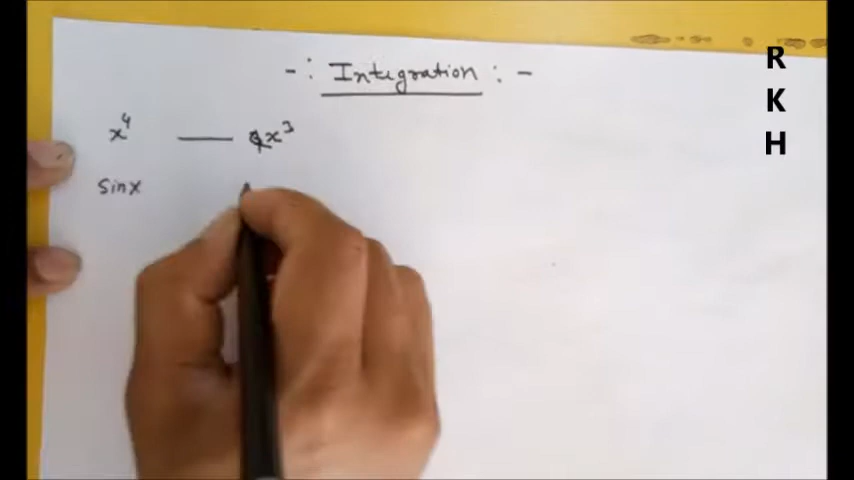 -: Integration :-
x⁴ — 4x³
sinx
R
K
H